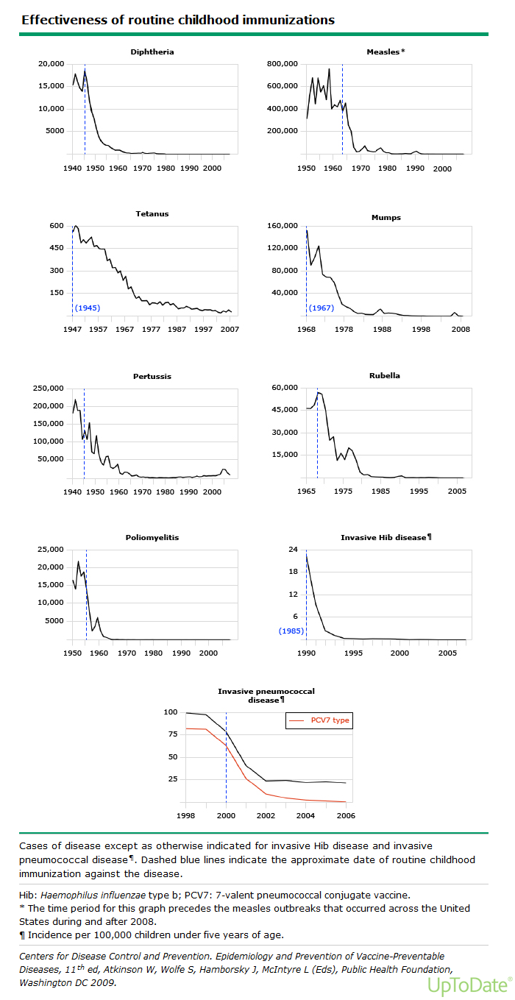 Effectiveness of routine childhood immunizations
Diphtheria
20,000
15,000
10,000
5000
1940 1950 1960 1970 1980 1990 2000
Measles*
800,000
600,000
400,000
200,000
1950 1960 1970 1980 1990 2000
Tetanus
600
450
300
150
(1945)
1947 1957 1967 1977 1987 1997 2007
Mumps
160,000
120,000
80,000
40,000
(1967)
1968 1978 1988 1998 2008
Pertussis
250,000
200,000
150,000
100,000
50,000
1940 1950 1960 1970 1980 1990 2000
Rubella
60,000
45,000
30,000
15,000
1965 1975 1985 1995 2005
Poliomyelitis
25,000
20,000
15,000
10,000
5000
1950 1960 1970 1980 1990 2000
Invasive Hib disease¶
24
18
12
6
(1985)
1990 1995 2000 2005
Invasive pneumococcal
disease¶
100
75
50
25
PCV7 type
1998 2000 2002 2004 2006
Cases of disease except as otherwise indicated for invasive Hib disease and invasive
pneumococcal disease¶. Dashed blue lines indicate the approximate date of routine childhood
immunization against the disease.
Hib: Haemophilus influenzae type b; PCV7: 7-valent pneumococcal conjugate vaccine.
* The time period for this graph precedes the measles outbreaks that occurred across the United
States during and after 2008.
¶ Incidence per 100,000 children under five years of age.
Centers for Disease Control and Prevention. Epidemiology and Prevention of Vaccine-Preventable
Diseases, 11th ed, Atkinson W, Wolfe S, Hamborsky J, McIntyre L (Eds), Public Health Foundation,
Washington DC 2009.
UpToDate®